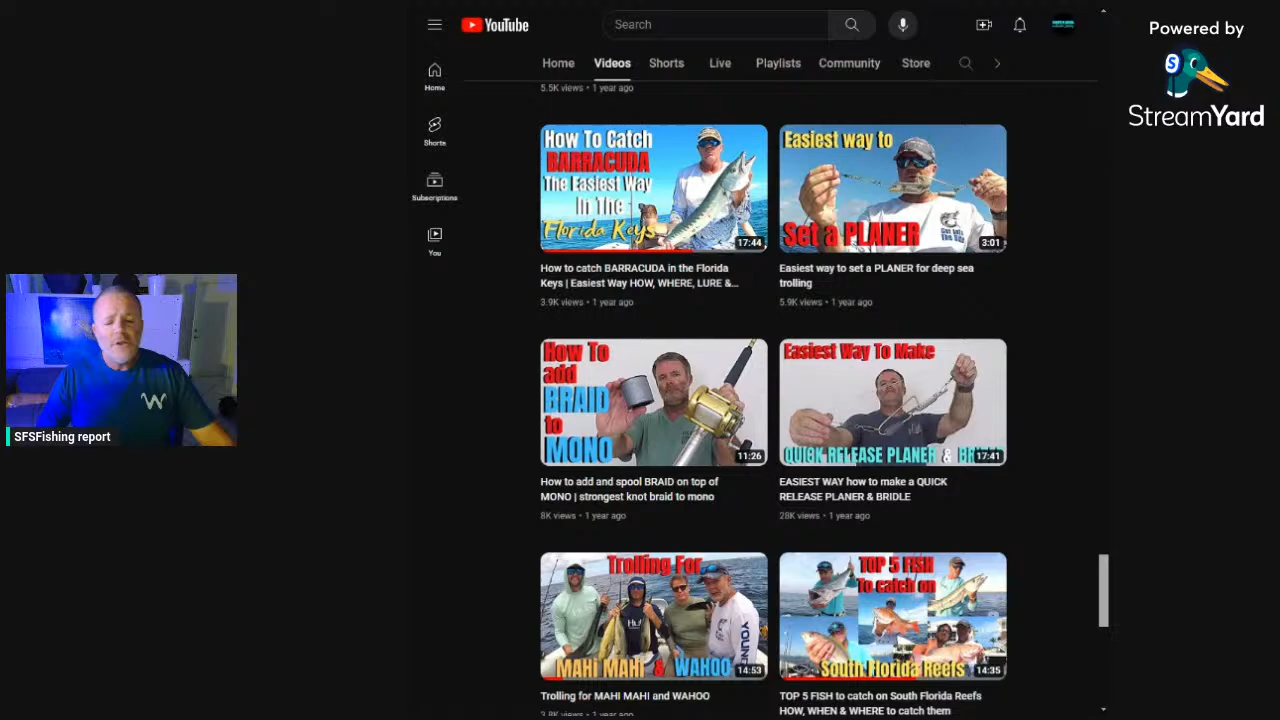 YouTube
Search
Powered by
StreamYard
Home
Videos
Shorts
Live
Playlists
Community
Store
Home
Shorts
Subscriptions
You
5.5K views • 1 year ago
How To Catch
BARRACUDA
The Easiest Way
In The
Florida Keys
17:44
How to catch BARRACUDA in the Florida
Keys | Easiest Way HOW, WHERE, LURE &...
3.9K views • 1 year ago
Easiest way to
Set a PLANER
3:01
Easiest way to set a PLANER for deep sea
trolling
5.9K views • 1 year ago
How To
add
BRAID
to
MONO
11:26
How to add and spool BRAID on top of
MONO | strongest knot braid to mono
8K views • 1 year ago
Easiest Way To Make
QUICK RELEASE PLANER &
17:41
EASIEST WAY how to make a QUICK
RELEASE PLANER & BRIDLE
28K views • 1 year ago
Trolling For
MAHI MAHI & WAHOO
14:53
Trolling for MAHI MAHI and WAHOO
3.8K views • 1 year ago
TOP 5 FISH
To catch on
South Florida Reefs
14:35
TOP 5 FISH to catch on South Florida Reefs
HOW, WHEN & WHERE to catch them
SFSFishing report